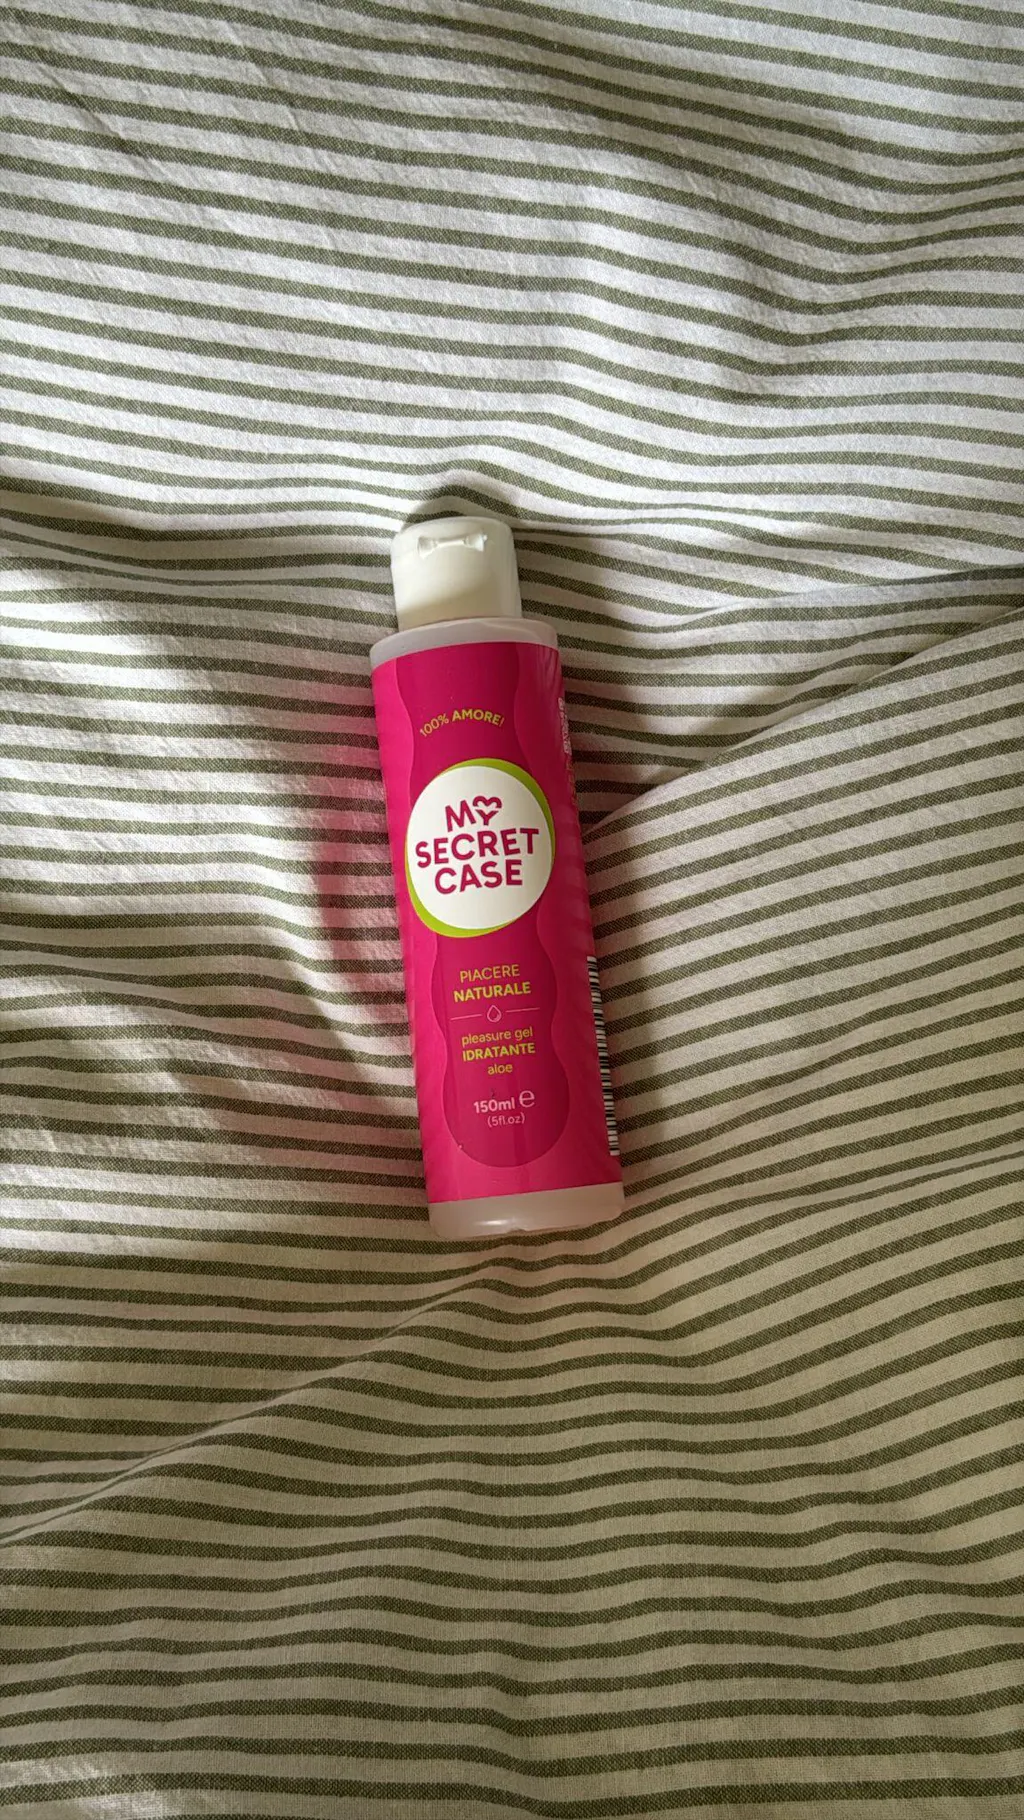 100% AMORE!
MY
SECRET
CASE
PIACERE
NATURALE
pleasure gel
IDRATANTE
aloe
150ml ℮
(5fl.oz)